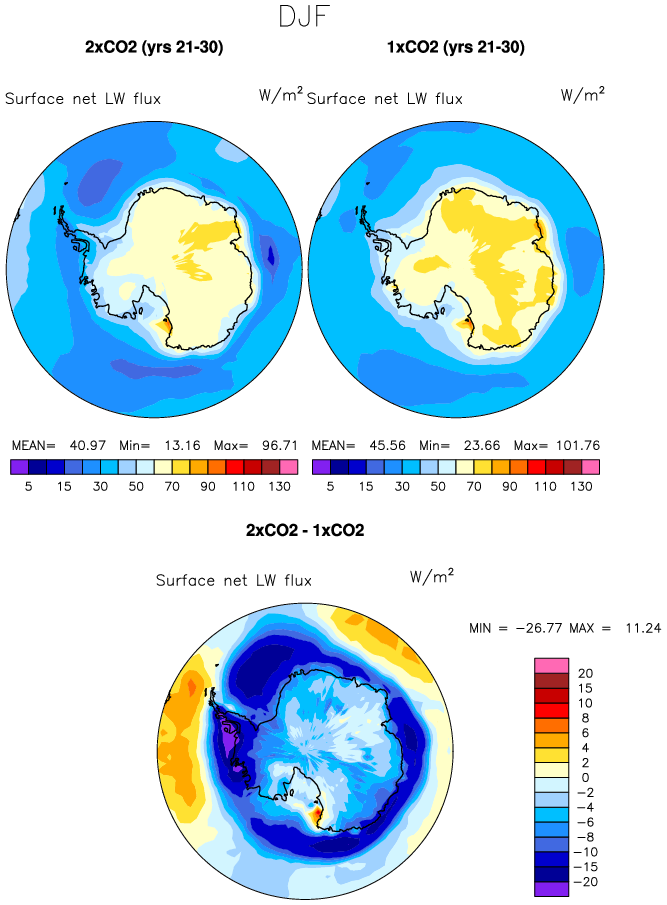 DJF
2xCO2 (yrs 21-30) 1xCO2 (yrs 21-30)
Surface net LW flux W/m² Surface net LW flux W/m²
MEAN= 40.97 Min= 13.16 Max= 96.71 MEAN= 45.56 Min= 23.66 Max= 101.76
5 15 30 50 70 90 110 130 5 15 30 50 70 90 110 130
2xCO2 - 1xCO2
Surface net LW flux W/m²
MIN = -26.77 MAX = 11.24
20
15
10
8
6
4
2
0
-2
-4
-6
-8
-10
-15
-20